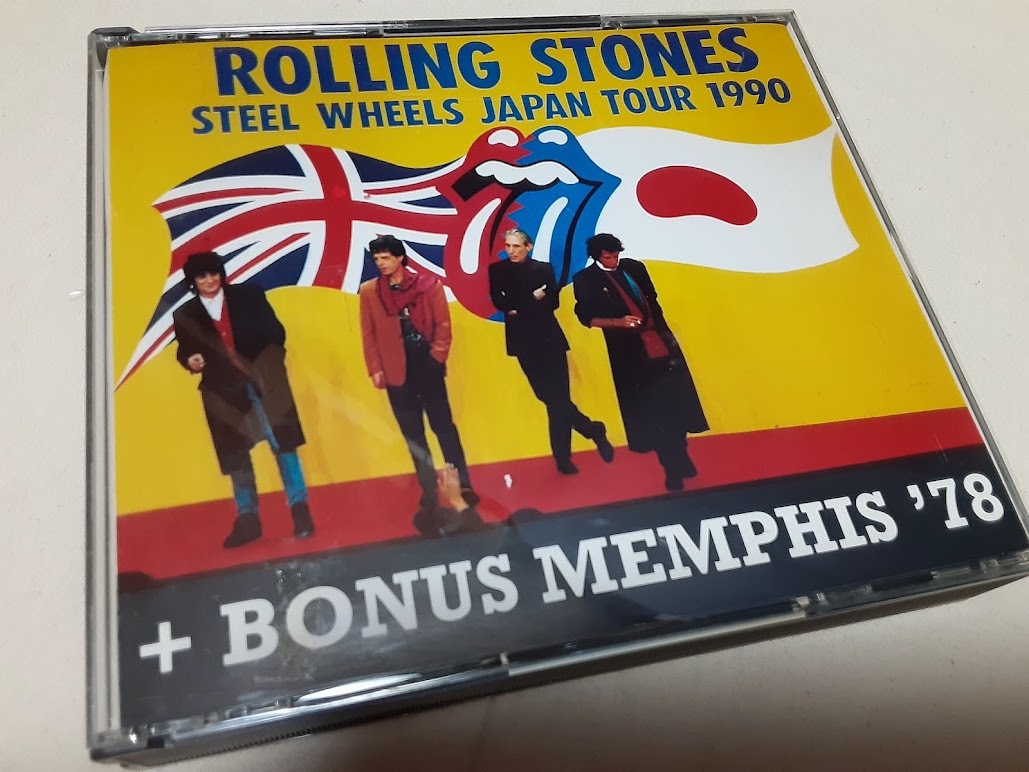 ROLLING STONES
STEEL WHEELS JAPAN TOUR 1990
+ BONUS MEMPHIS ’78